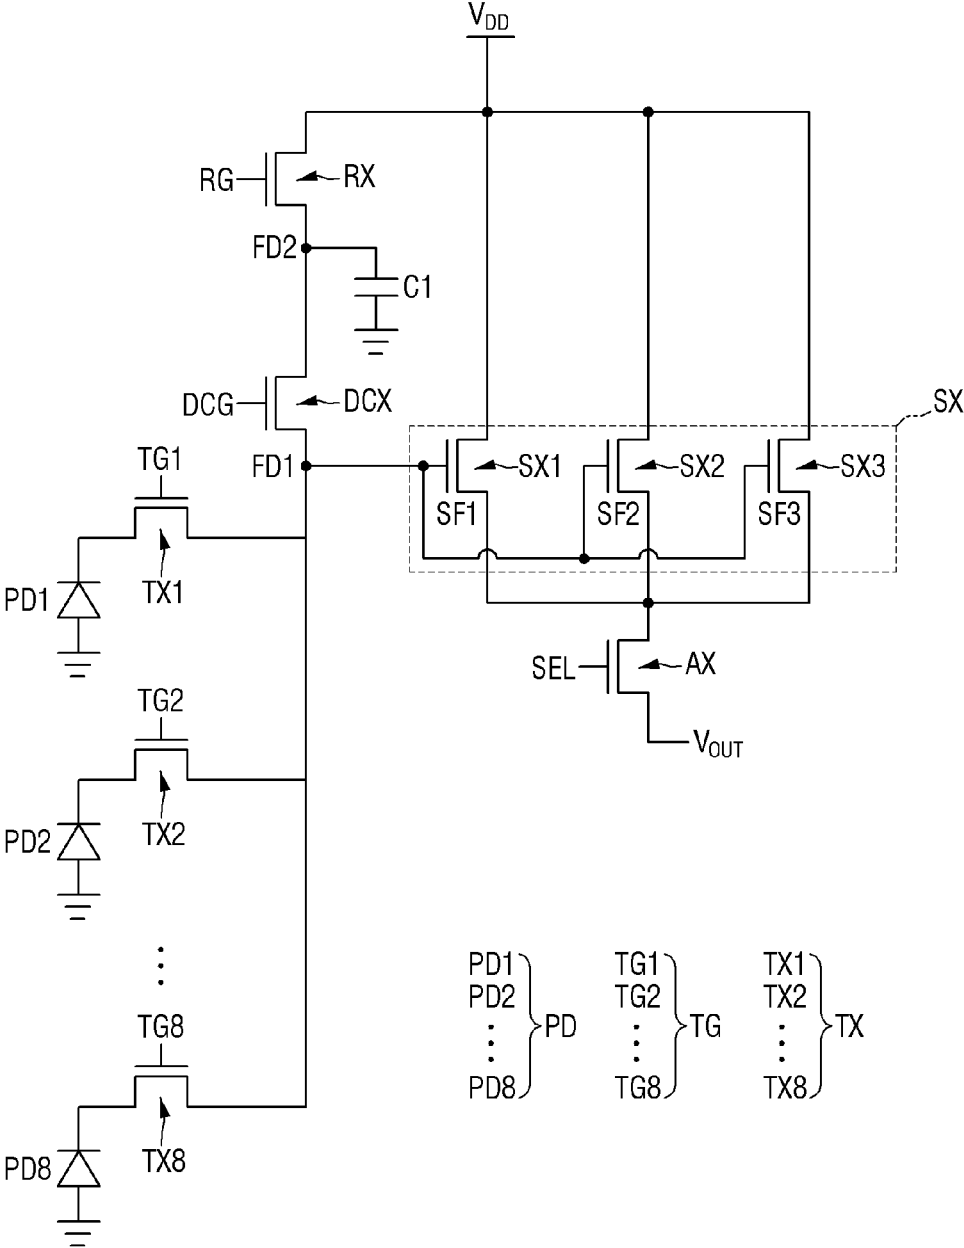 VDD
RG
RX
FD2
C1
DCG
DCX
SX
FD1
TG1
SX1
SX2
SX3
SF1
SF2
SF3
PD1
TX1
SEL
AX
TG2
VOUT
PD2
TX2
PD1
PD2
PD8
PD
TG1
TG2
TG8
TG
TX1
TX2
TX8
TX
TG8
PD8
TX8